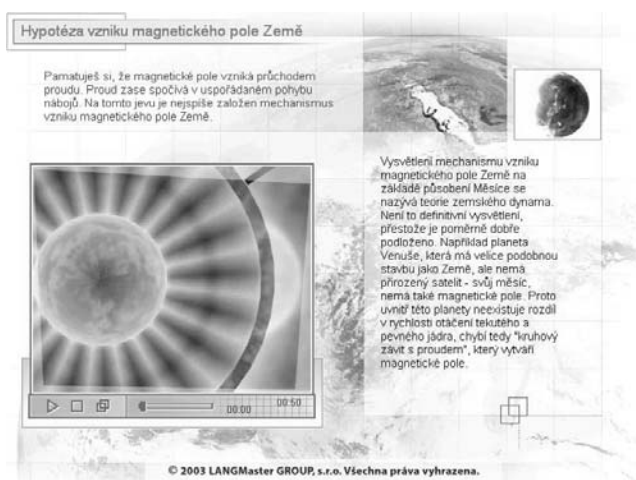 Hypotéza vzniku magnetického pole Země
Pamatuješ si, že magnetické pole vzniká průchodem
proudu. Proud zase spočívá v uspořádaném pohybu
nábojů. Na tomto jevu je nejspíše založen mechanismus
vzniku magnetického pole Země.
Vysvětlení mechanismu vzniku
magnetického pole Země na
základě působení Měsíce se
nazývá teorie zemského dynama.
Není to definitivní vysvětlení,
přestože je poměrně dobře
podloženo. Například planeta
Venuše, která má velice podobnou
stavbu jako Země, ale nemá
přirozený satelit - svůj měsíc,
nemá také magnetické pole. Proto
uvnitř této planety neexistuje rozdíl
v rychlosti otáčení tekutého a
pevného jádra, chybí tedy "kruhový
závit s proudem", který vytváří
magnetické pole.
00:00
00:50
© 2003 LANGMaster GROUP, s.r.o. Všechna práva vyhrazena.